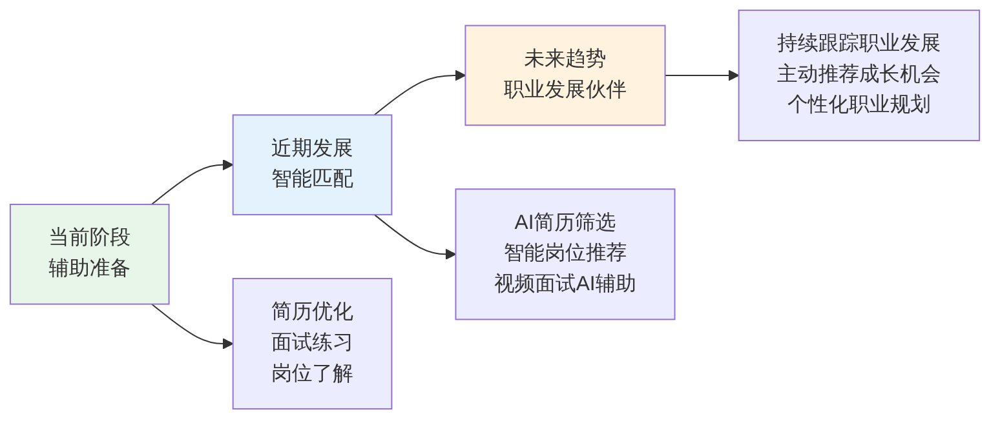 当前阶段
辅助准备
近期发展
智能匹配
未来趋势
职业发展伙伴
持续跟踪职业发展
主动推荐成长机会
个性化职业规划
AI简历筛选
智能岗位推荐
视频面试AI辅助
简历优化
面试练习
岗位了解